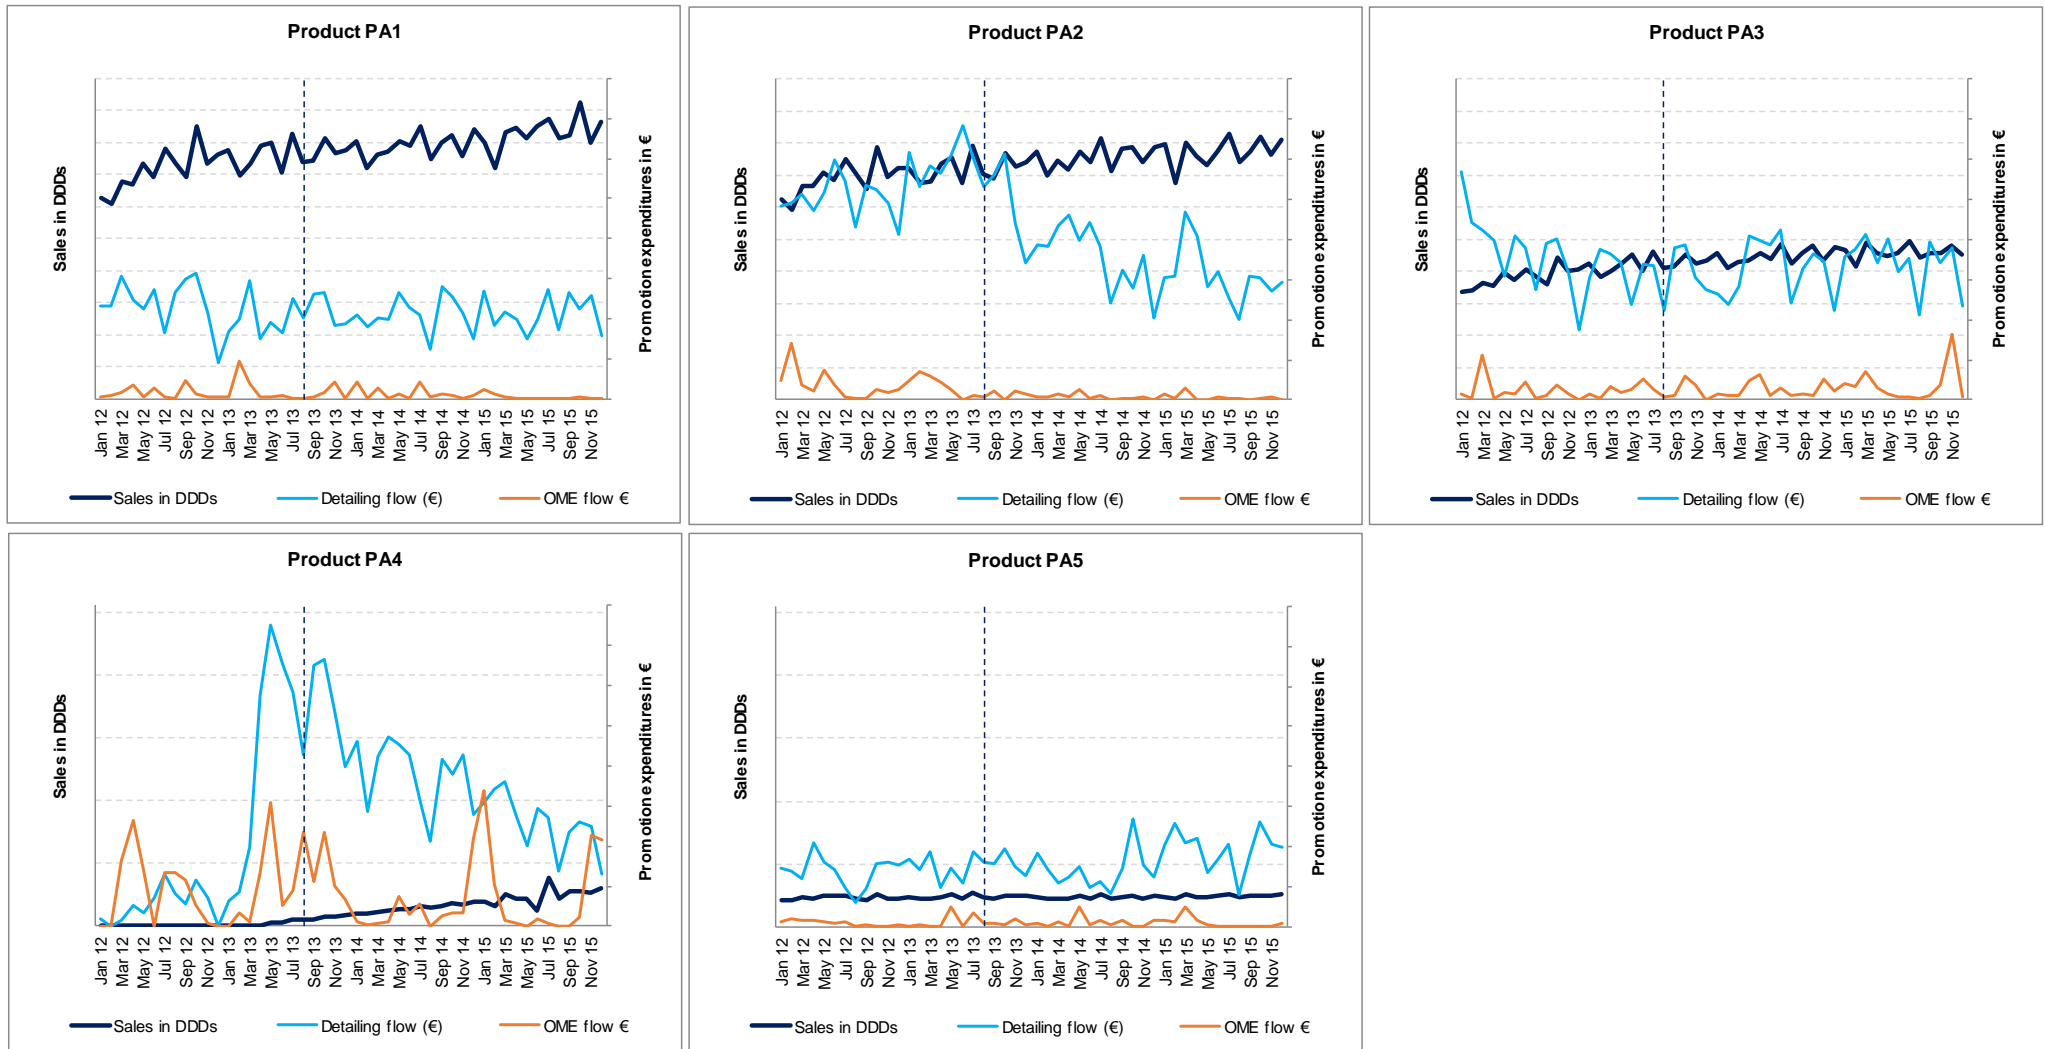 Product PA1
Sales in DDDs
Promotion expenditures in €
Jan 12 Mar 12 May 12 Jul 12 Sep 12 Nov 12 Jan 13 Mar 13 May 13 Jul 13 Sep 13 Nov 13 Jan 14 Mar 14 May 14 Jul 14 Sep 14 Nov 14 Jan 15 Mar 15 May 15 Jul 15 Sep 15 Nov 15
Sales in DDDs Detailing flow (€) OME flow €
Product PA2
Sales in DDDs
Promotion expenditures in €
Jan 12 Mar 12 May 12 Jul 12 Sep 12 Nov 12 Jan 13 Mar 13 May 13 Jul 13 Sep 13 Nov 13 Jan 14 Mar 14 May 14 Jul 14 Sep 14 Nov 14 Jan 15 Mar 15 May 15 Jul 15 Sep 15 Nov 15
Sales in DDDs Detailing flow (€) OME flow €
Product PA3
Sales in DDDs
Promotion expenditures in €
Jan 12 Mar 12 May 12 Jul 12 Sep 12 Nov 12 Jan 13 Mar 13 May 13 Jul 13 Sep 13 Nov 13 Jan 14 Mar 14 May 14 Jul 14 Sep 14 Nov 14 Jan 15 Mar 15 May 15 Jul 15 Sep 15 Nov 15
Sales in DDDs Detailing flow (€) OME flow €
Product PA4
Sales in DDDs
Promotion expenditures in €
Jan 12 Mar 12 May 12 Jul 12 Sep 12 Nov 12 Jan 13 Mar 13 May 13 Jul 13 Sep 13 Nov 13 Jan 14 Mar 14 May 14 Jul 14 Sep 14 Nov 14 Jan 15 Mar 15 May 15 Jul 15 Sep 15 Nov 15
Sales in DDDs Detailing flow (€) OME flow €
Product PA5
Sales in DDDs
Promotion expenditures in €
Jan 12 Mar 12 May 12 Jul 12 Sep 12 Nov 12 Jan 13 Mar 13 May 13 Jul 13 Sep 13 Nov 13 Jan 14 Mar 14 May 14 Jul 14 Sep 14 Nov 14 Jan 15 Mar 15 May 15 Jul 15 Sep 15 Nov 15
Sales in DDDs Detailing flow (€) OME flow €